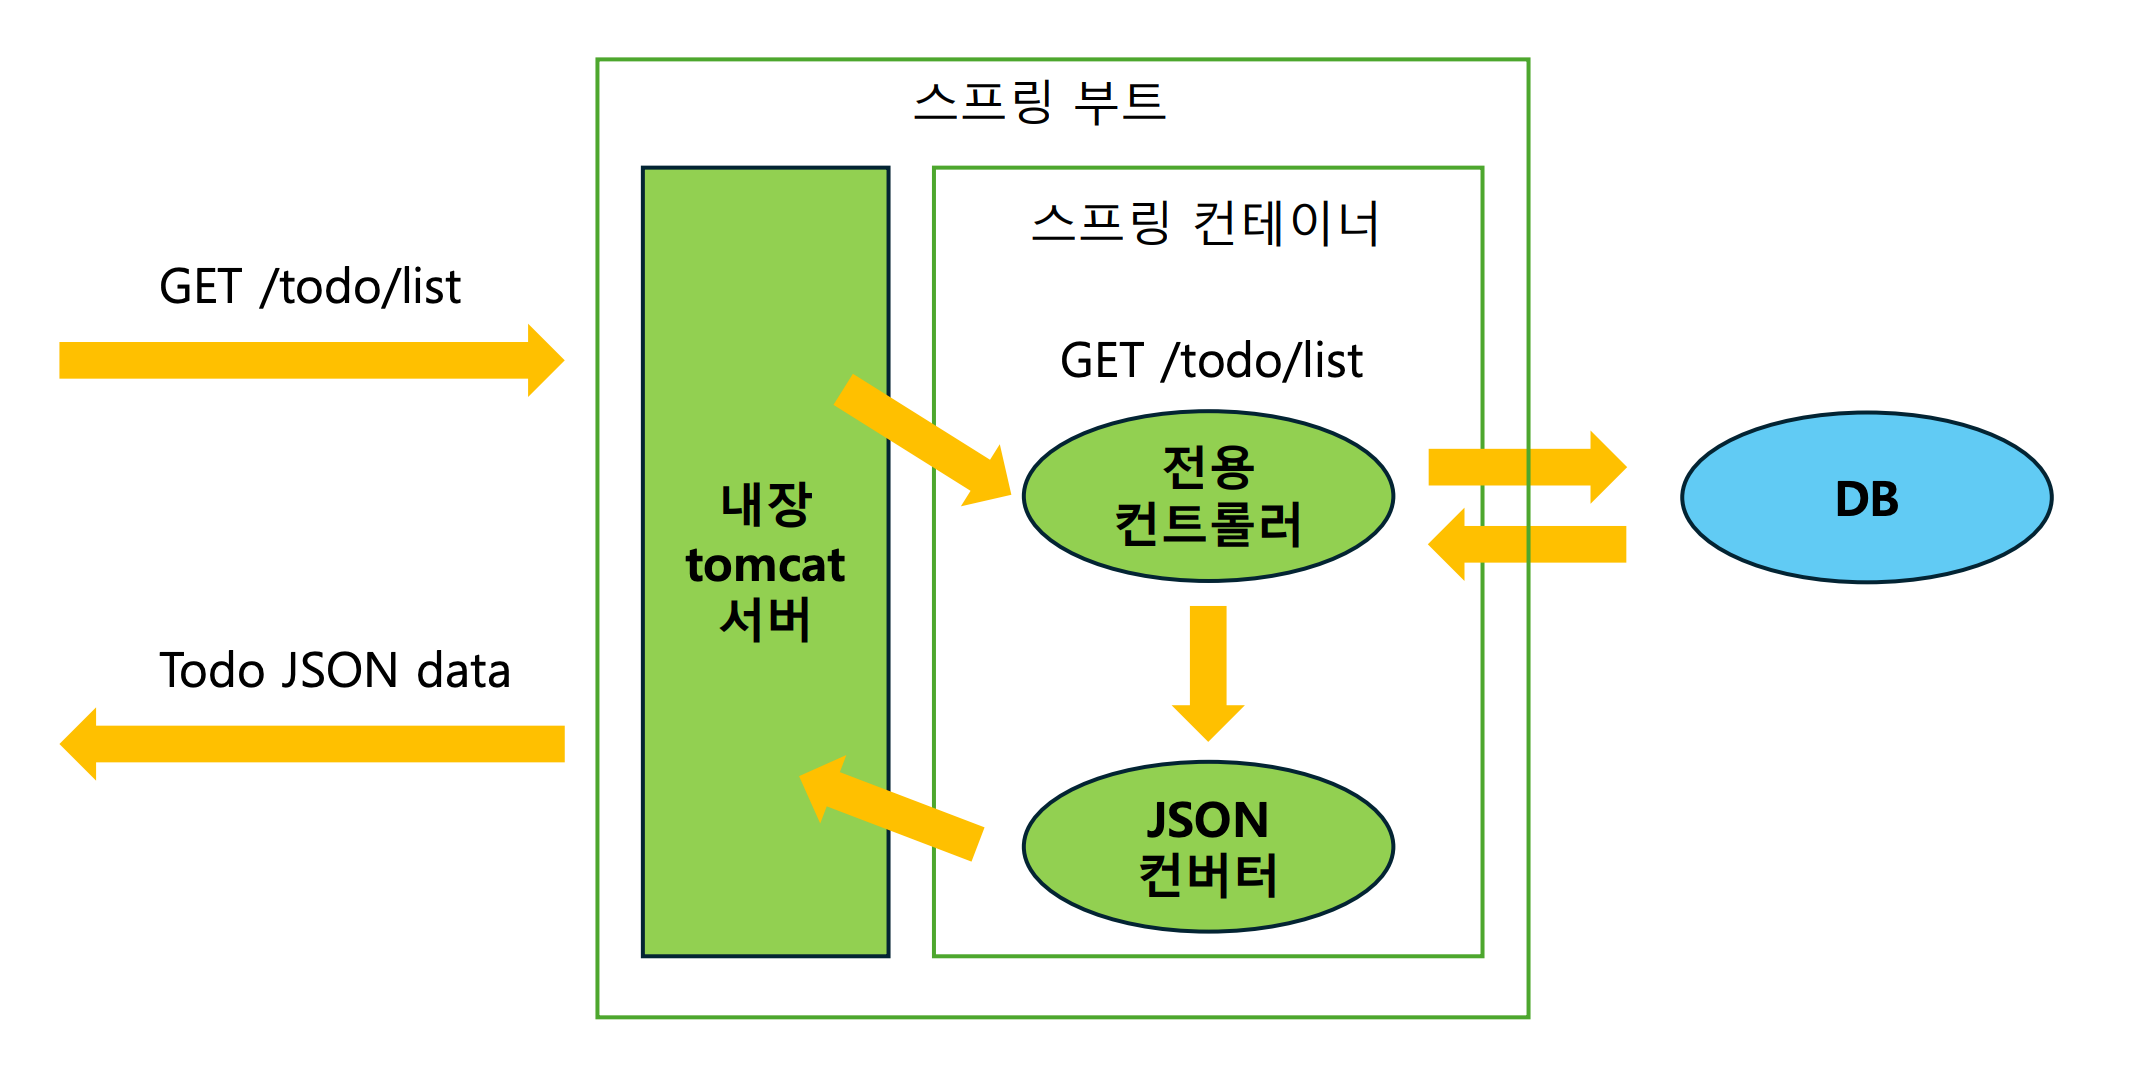 스프링 부트
스프링 컨테이너
GET /todo/list
GET /todo/list
전용
컨트롤러
DB
내장
tomcat
서버
Todo JSON data
JSON
컨버터